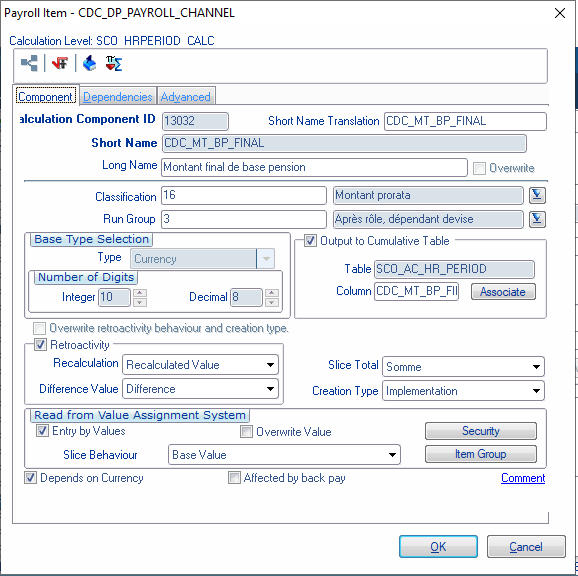 Payroll Item - CDC_DP_PAYROLL_CHANNEL
Calculation Level: SCO HRPERIOD CALC
Component Dependencies Advanced
alculation Component ID 13032 Short Name Translation CDC_MT_BP_FINAL
Short Name CDC_MT_BP_FINAL
Long Name Montant final de base pension Overwrite
Classification 16 Montant prorata
Run Group 3 Après rôle, dépendant devise
Base Type Selection Output to Cumulative Table
Type Currency
Table SCO_AC_HR_PERIOD
Number of Digits
Integer 10 Decimal 8 Column CDC_MT_BP_FII Associate
Overwrite retroactivity behaviour and creation type.
Retroactivity
Recalculation Recalculated Value Slice Total Somme
Difference Value Difference Creation Type Implementation
Read from Value Assignment System
Entry by Values Overwrite Value Security
Slice Behaviour Base Value Item Group
Depends on Currency Affected by back pay Comment
OK Cancel